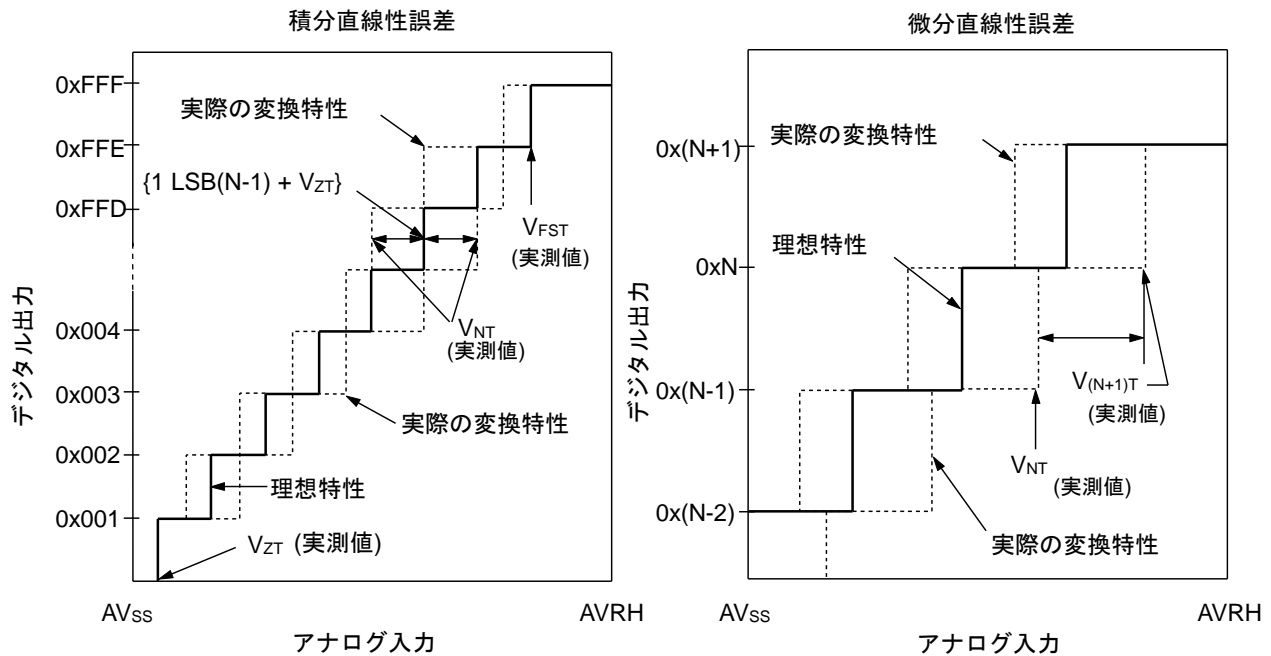 積分直線性誤差
0xFFF
実際の変換特性
0xFFE
{1 LSB(N-1) + VZT}
0xFFD
VFST
(実測値)
VNT
(実測値)
0x004
0x003
実際の変換特性
0x002
理想特性
0x001
VZT (実測値)
デジタル出力
AVSS
AVRH
アナログ入力
微分直線性誤差
実際の変換特性
0x(N+1)
理想特性
0xN
V(N+1)T
(実測値)
0x(N-1)
VNT
(実測値)
0x(N-2)
実際の変換特性
デジタル出力
AVSS
AVRH
アナログ入力